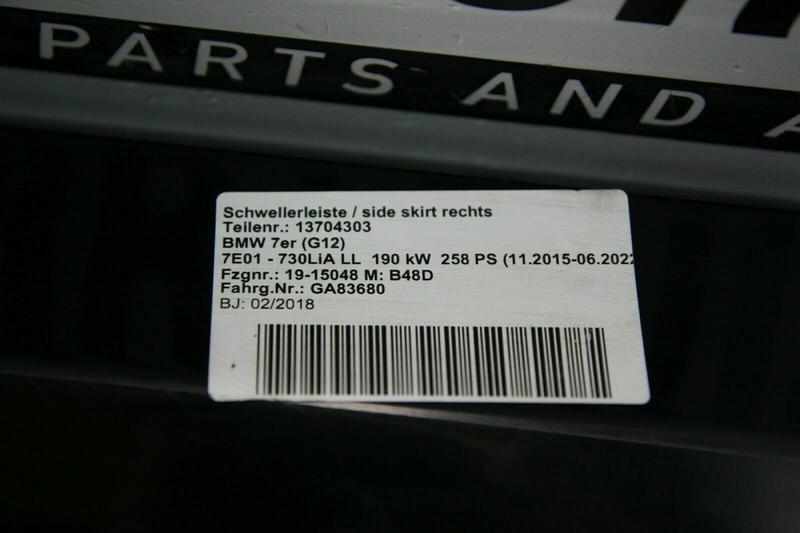 PARTS AND A
Schwellerleiste / side skirt rechts
Teilenr.: 13704303
BMW 7er (G12)
7E01 - 730LiA LL 190 kW 258 PS (11.2015-06.2022
Fzgnr.: 19-15048 M: B48D
Fahrg.Nr.: GA83680
BJ: 02/2018